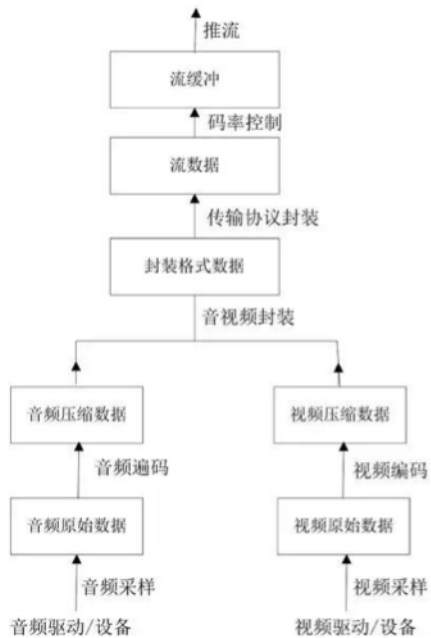 推流
流缓冲
码率控制
流数据
传输协议封装
封装格式数据
音视频封装
音频压缩数据
视频压缩数据
音频遍码
视频编码
音频原始数据
视频原始数据
音频采样
视频采样
音频驱动/设备
视频驱动/设备